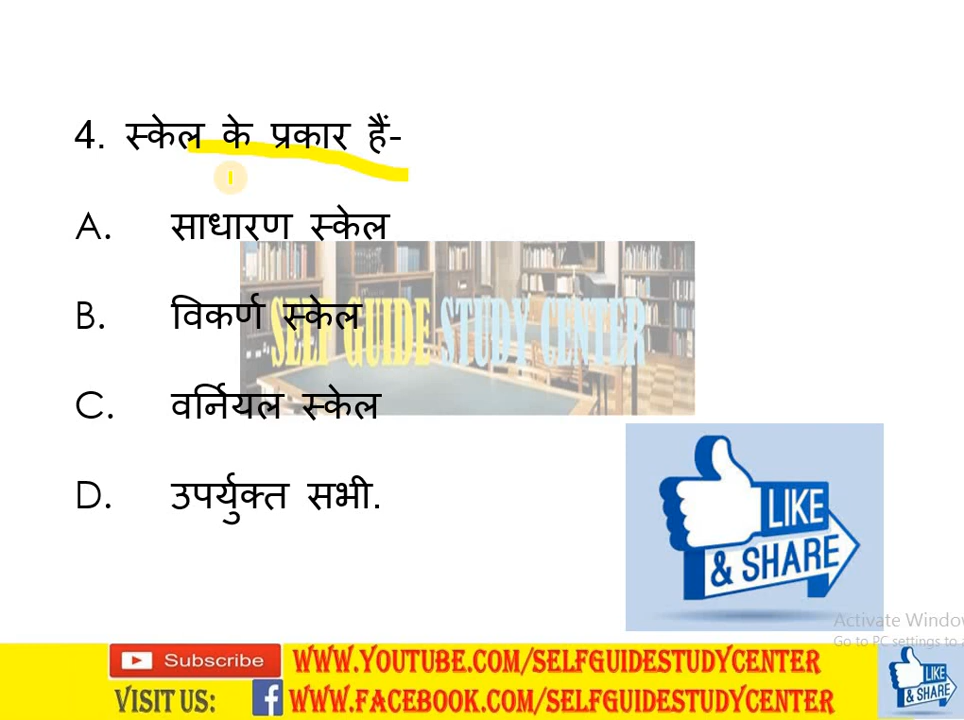 4. स्केल के प्रकार हैं-
A. साधारण स्केल
B. विकर्ण स्केल
SELF GUIDE STUDY CENTER
C. वर्नियल स्केल
D. उपर्युक्त सभी.
LIKE
& SHARE
Activate Window
Go to PC settings to a
Subscribe WWW.YOUTUBE.COM/SELFGUIDESTUDYCENTER
VISIT US: f WWW.FACEBOOK.COM/SELFGUIDESTUDYCENTER
LIKE
& SHARE